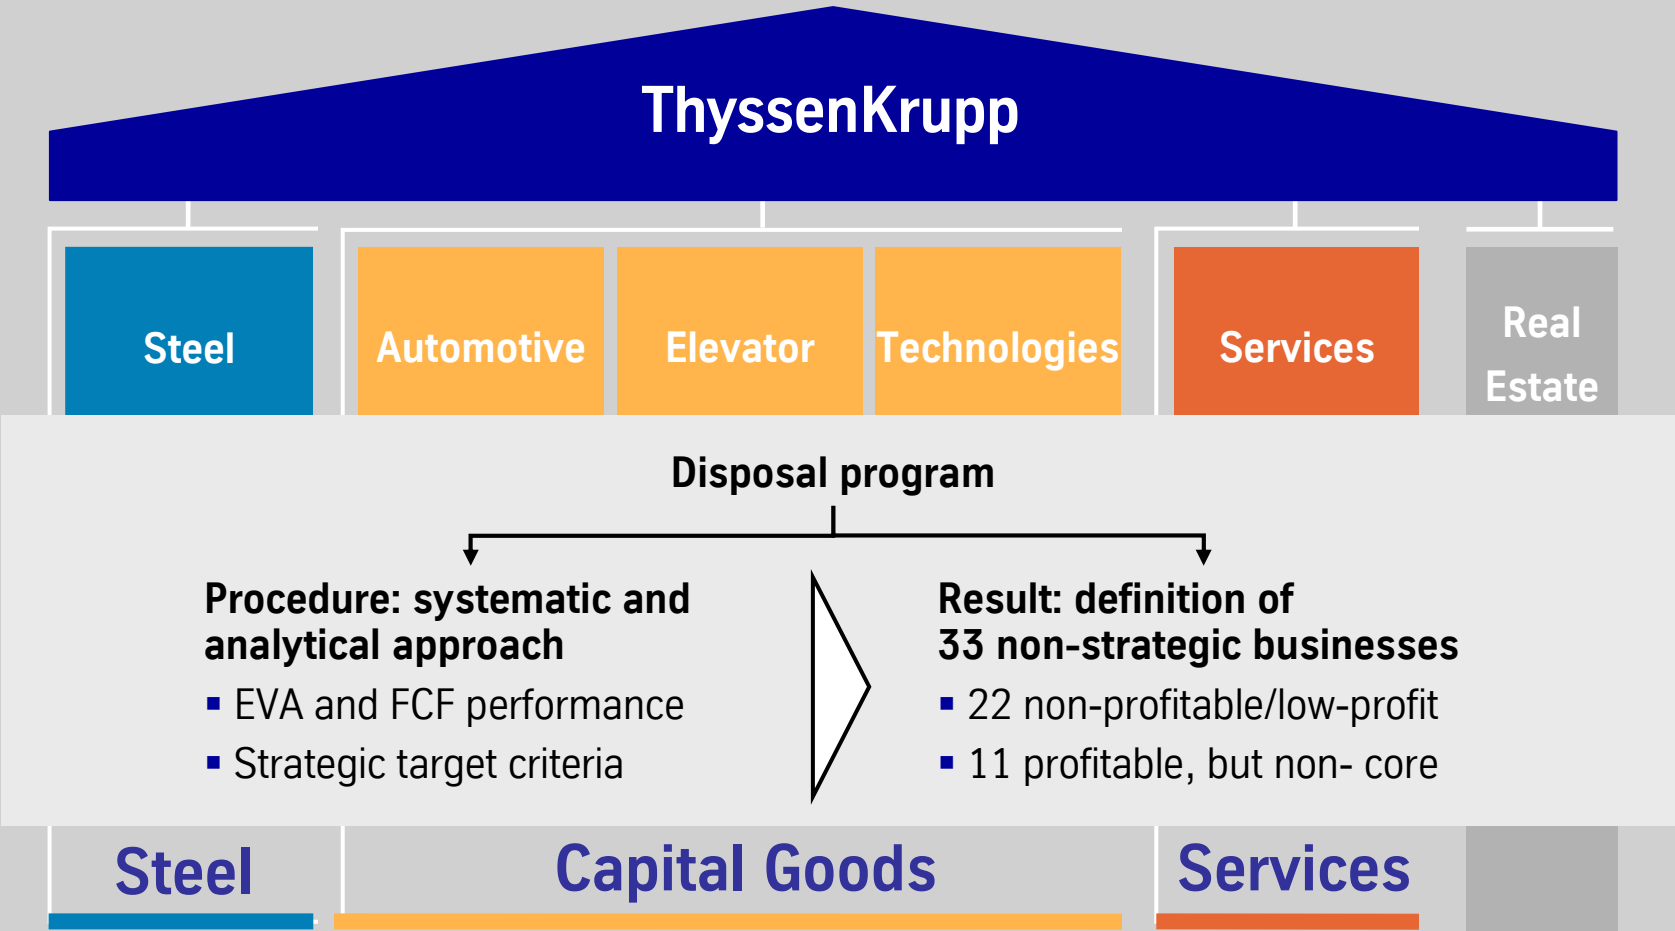 ThyssenKrupp
Steel
Automotive
Elevator
Technologies
Services
Real
Estate
Disposal program
Procedure: systematic and
analytical approach
▪ EVA and FCF performance
▪ Strategic target criteria
Result: definition of
33 non-strategic businesses
▪ 22 non-profitable/low-profit
▪ 11 profitable, but non- core
Steel
Capital Goods
Services